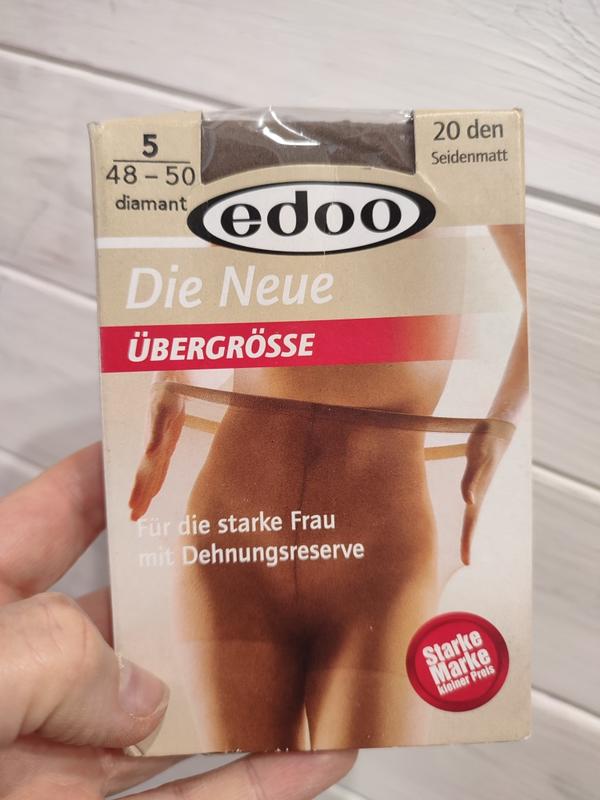 5
48 – 50
diamant
20 den
Seidenmatt
edoo
Die Neue
ÜBERGRÖSSE
Für die starke Frau
mit Dehnungsreserve
Starke
Marke
kleiner Preis